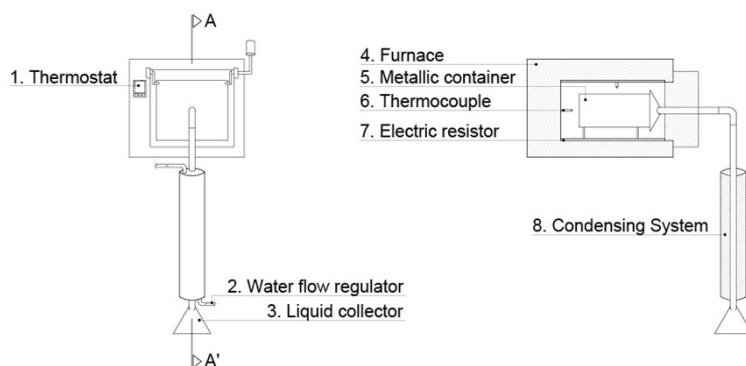 A
1. Thermostat
2. Water flow regulator
3. Liquid collector
A'
4. Furnace
5. Metallic container
6. Thermocouple
7. Electric resistor
8. Condensing System